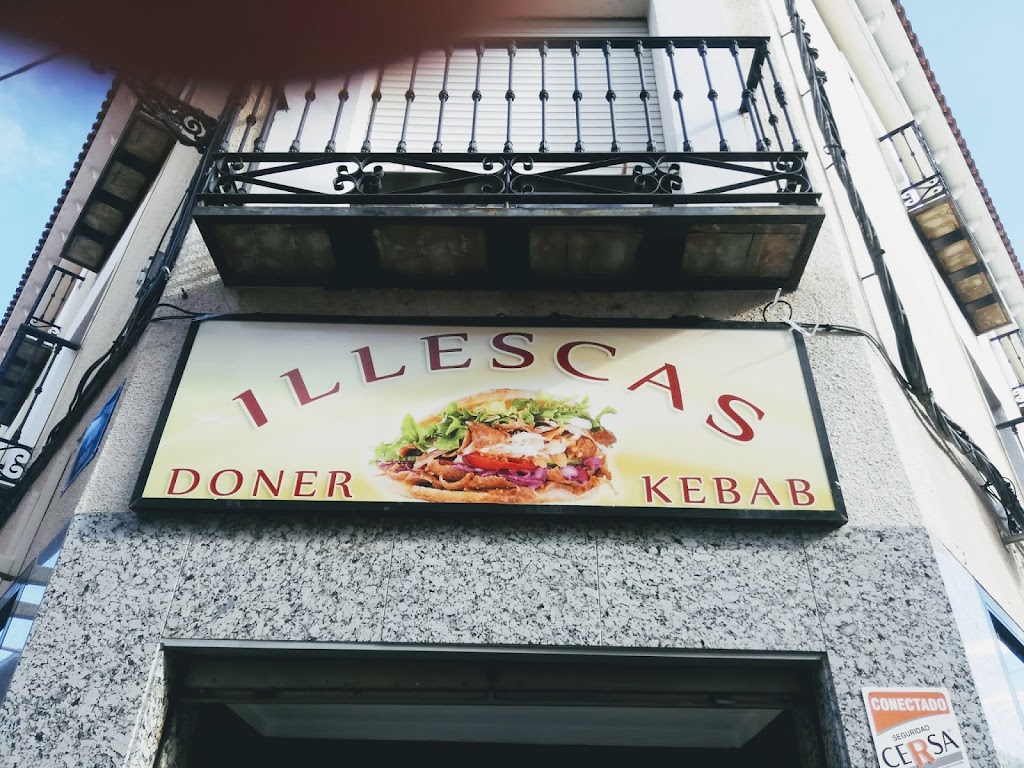 ILLESCAS
DONER KEBAB
CONECTADO
SEGURIDAD
CERSA